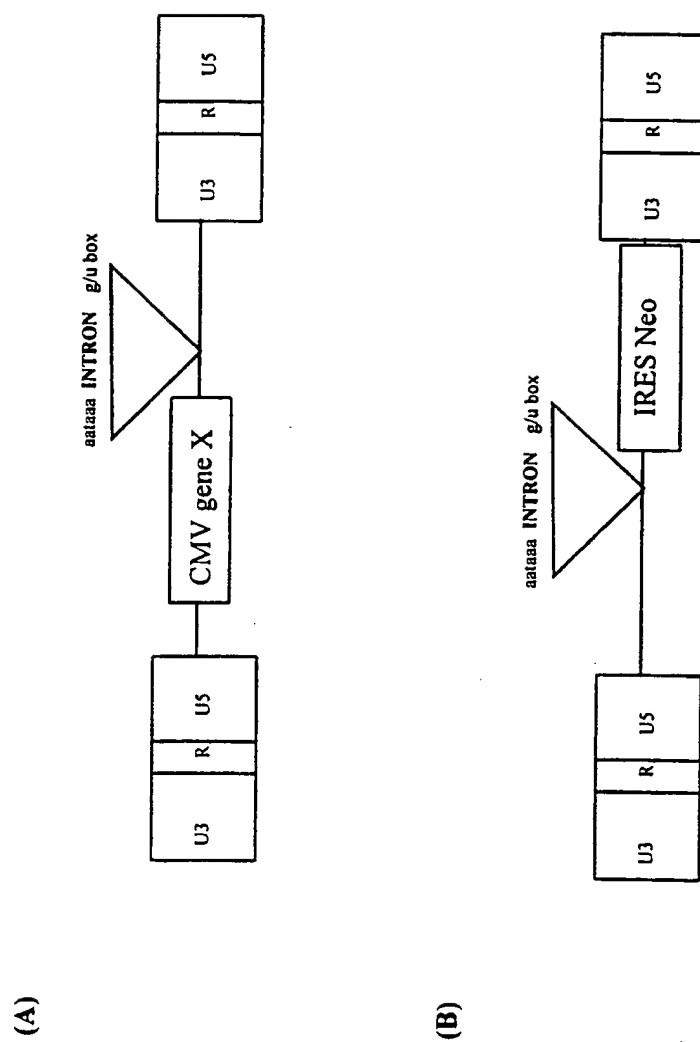 (A)
aataaa INTRON g/u box
U3 R U5 CMV gene X U3 R U5
(B)
aataaa INTRON g/u box
U3 R U5 IRES Neo U3 R U5